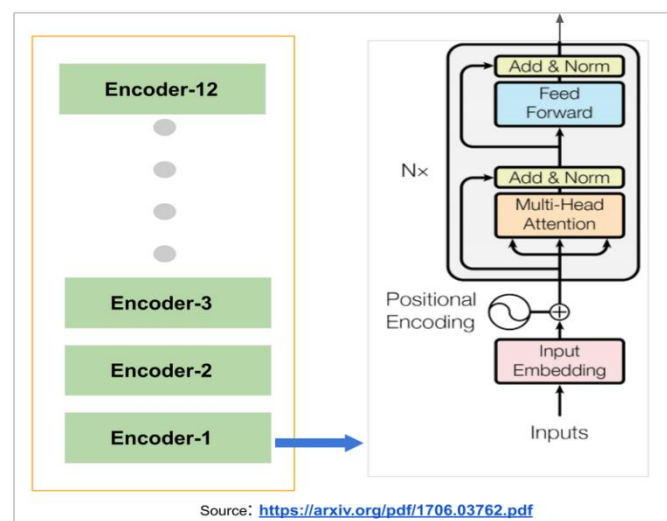 Encoder-12
Encoder-3
Encoder-2
Encoder-1
Add & Norm
Feed
Forward
N×
Add & Norm
Multi-Head
Attention
Positional
Encoding
Input
Embedding
Inputs
Source: https://arxiv.org/pdf/1706.03762.pdf